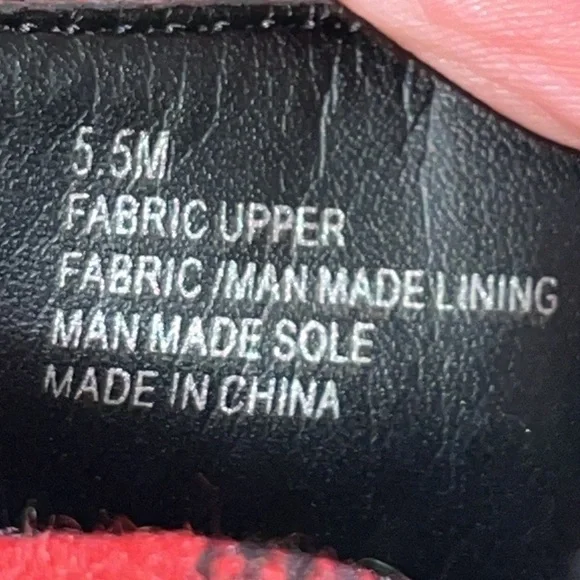 5.5M
FABRIC UPPER
FABRIC /MAN MADE LINING
MAN MADE SOLE
MADE IN CHINA